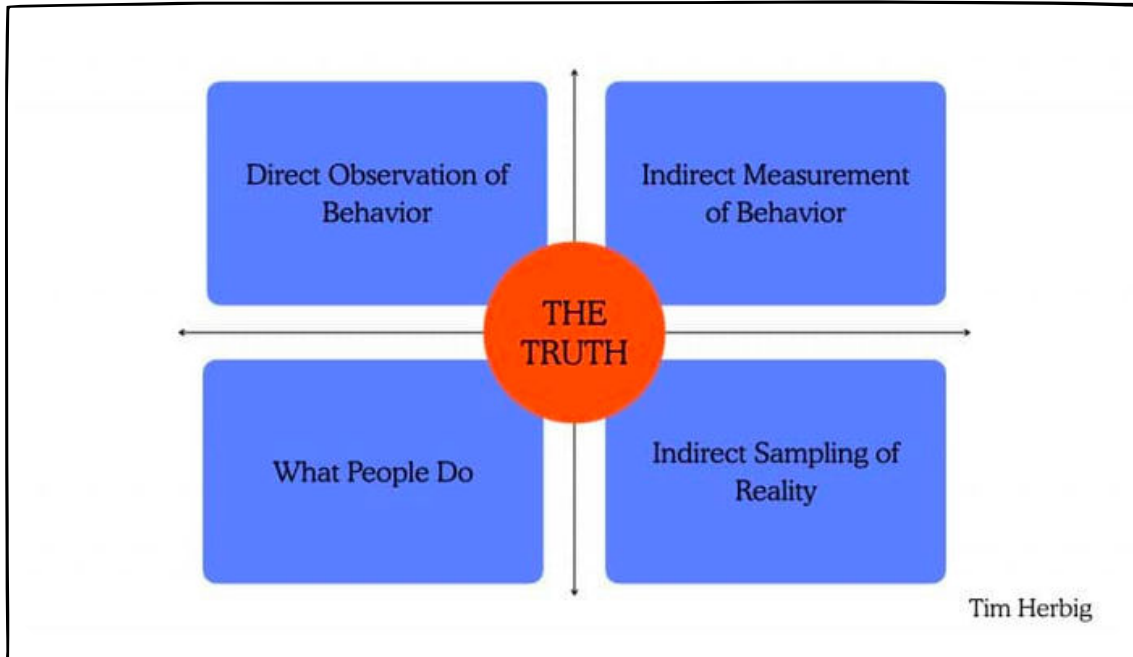 Direct Observation of
Behavior
Indirect Measurement
of Behavior
THE
TRUTH
What People Do
Indirect Sampling of
Reality
Tim Herbig